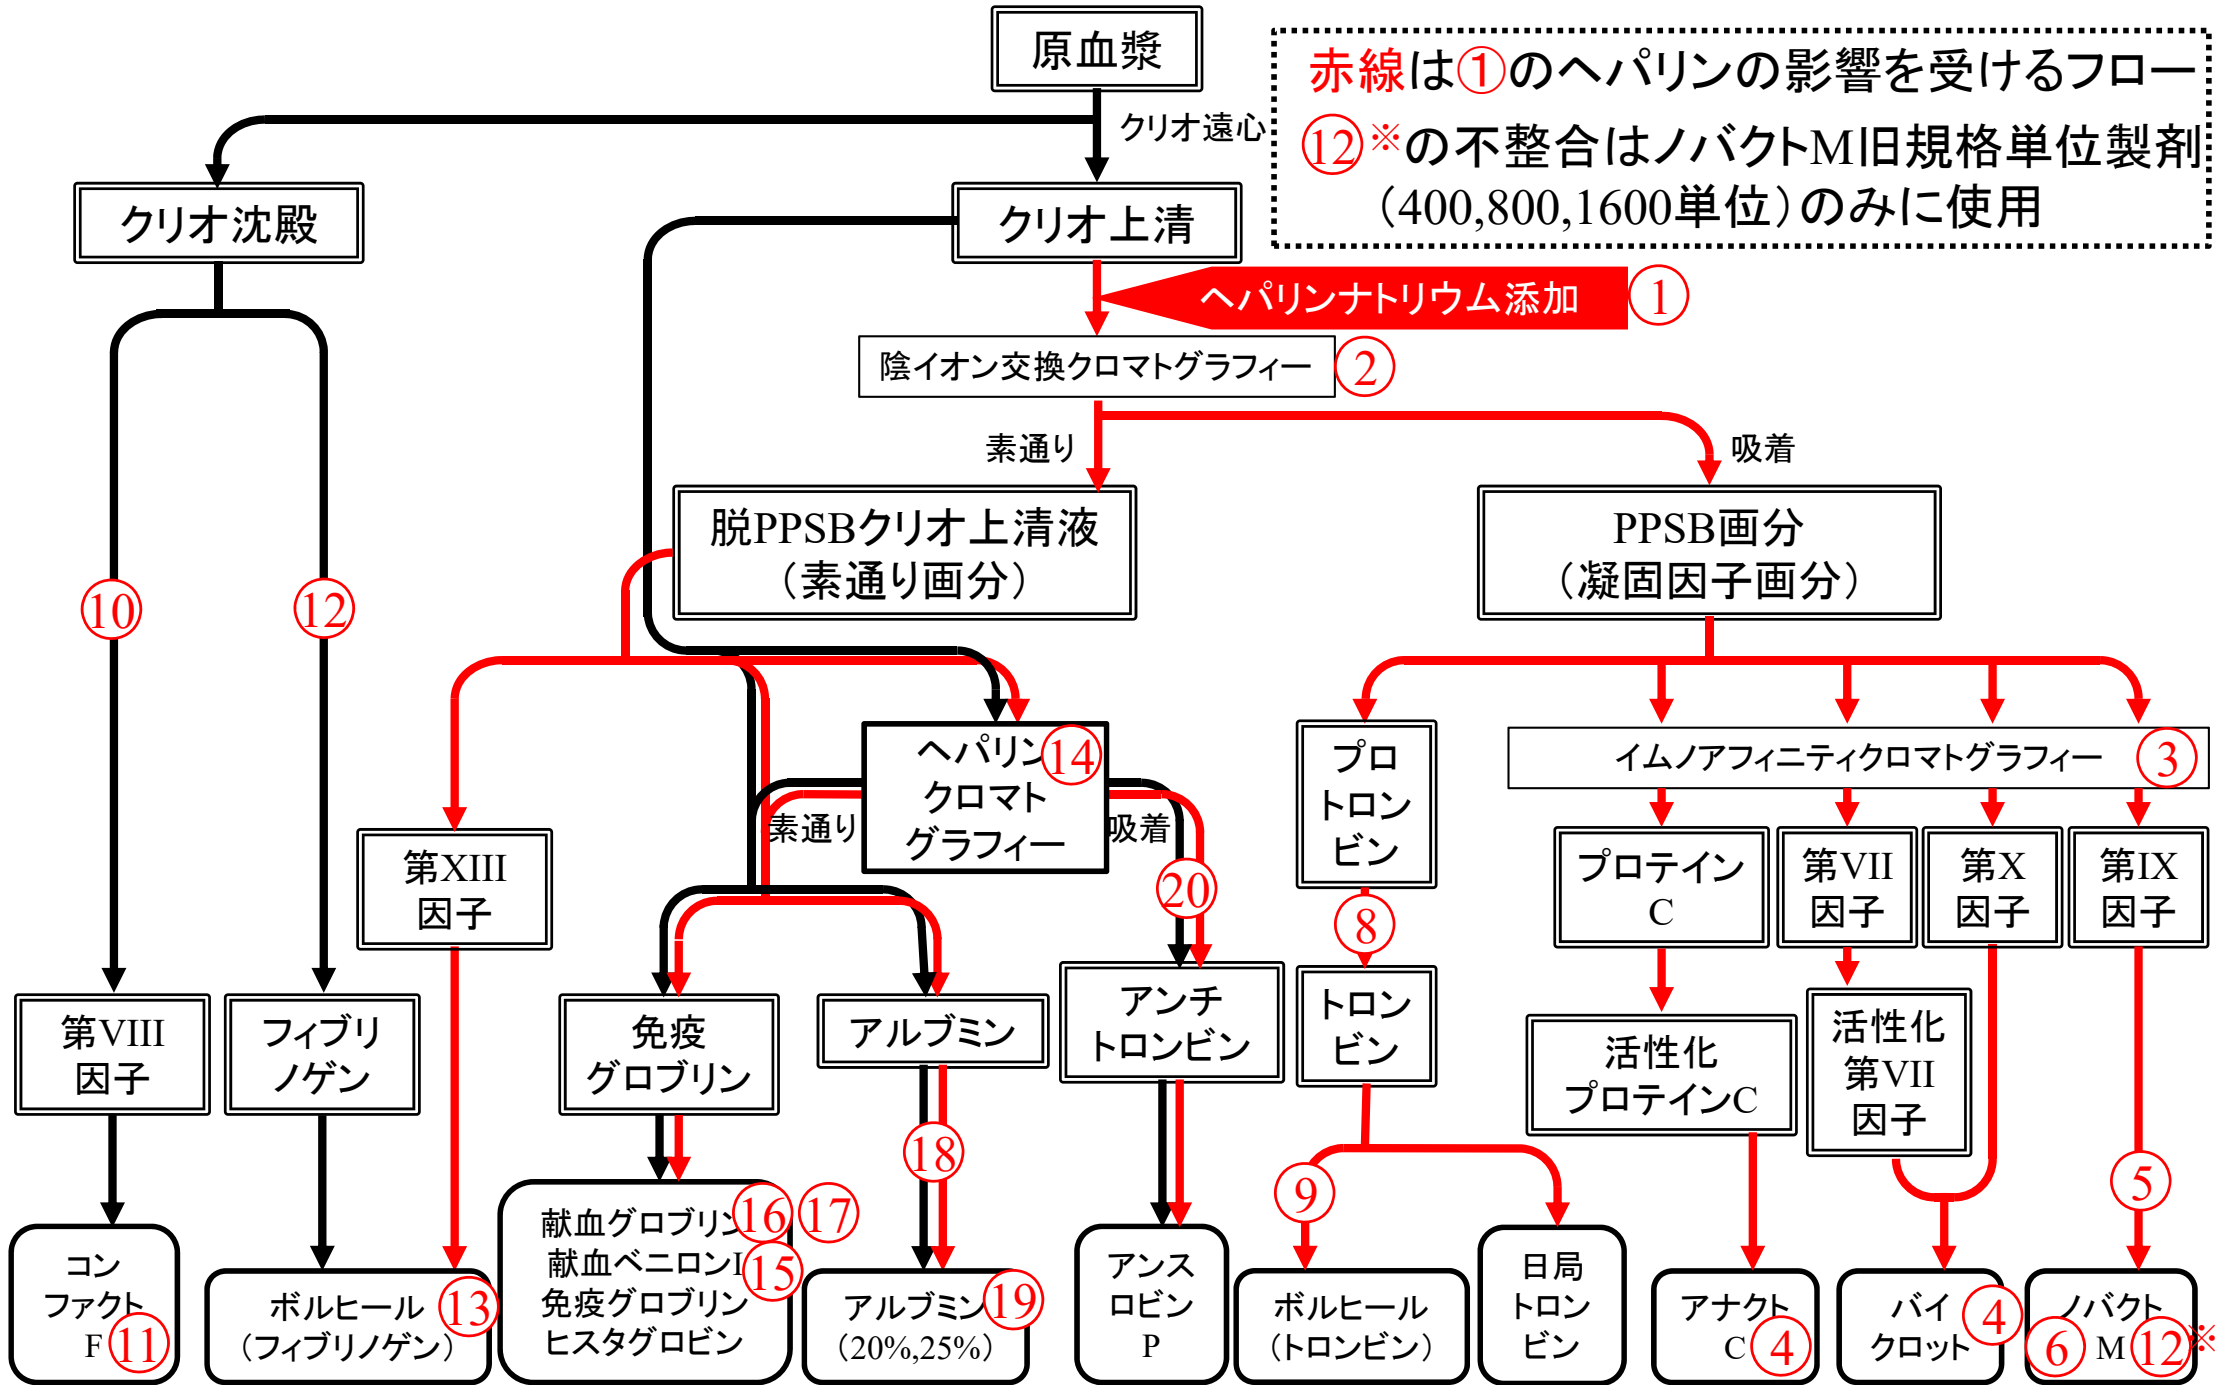 原血漿
赤線は①のヘパリンの影響を受けるフロー
⑫※の不整合はノバクトM旧規格単位製剤
（400,800,1600単位）のみに使用
クリオ遠心
クリオ沈殿
クリオ上清
ヘパリンナトリウム添加
①
陰イオン交換クロマトグラフィー
②
素通り
吸着
脱PPSBクリオ上清液
（素通り画分）
PPSB画分
（凝固因子画分）
⑩
⑫
ヘパリン
クロマト
グラフィー
⑭
素通り
吸着
プロ
トロン
ビン
イムノアフィニティクロマトグラフィー
③
第XIII
因子
⑳
⑧
プロテイン
C
第VII
因子
第X
因子
第IX
因子
第VIII
因子
フィブリ
ノゲン
免疫
グロブリン
アルブミン
アンチ
トロンビン
トロン
ビン
活性化
プロテインC
活性化
第VII
因子
⑱
⑨
⑤
コン
ファクト
F
⑪
ボルヒール
（フィブリノゲン）
⑬
献血グロブリン
⑯
⑰
献血ベニロンI
⑮
免疫グロブリン
ヒスタグロビン
アルブミン
（20%,25%）
⑲
アンス
ロビン
P
ボルヒール
（トロンビン）
日局
トロン
ビン
アナクト
C
④
バイ
クロット
④
ノバクト
M
⑥
⑫※